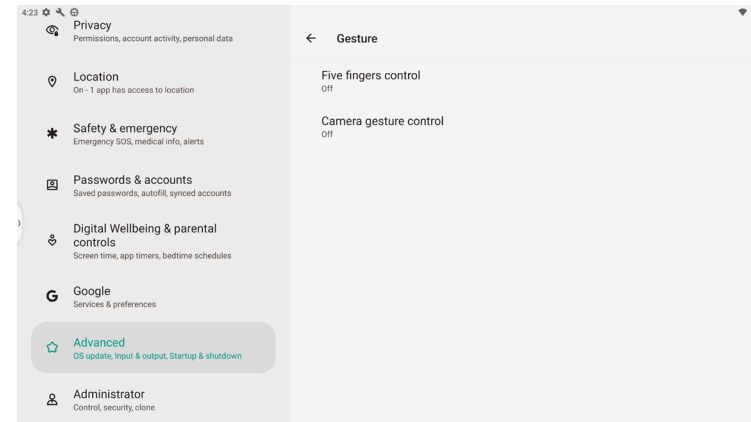 4:23
Privacy
Permissions, account activity, personal data
Location
On - 1 app has access to location
Safety & emergency
Emergency SOS, medical info, alerts
Passwords & accounts
Saved passwords, autofill, synced accounts
Digital Wellbeing & parental
controls
Screen time, app timers, bedtime schedules
Google
Services & preferences
Advanced
OS update, Input & output, Startup & shutdown
Administrator
Control, security, clone
Gesture
Five fingers control
Off
Camera gesture control
Off